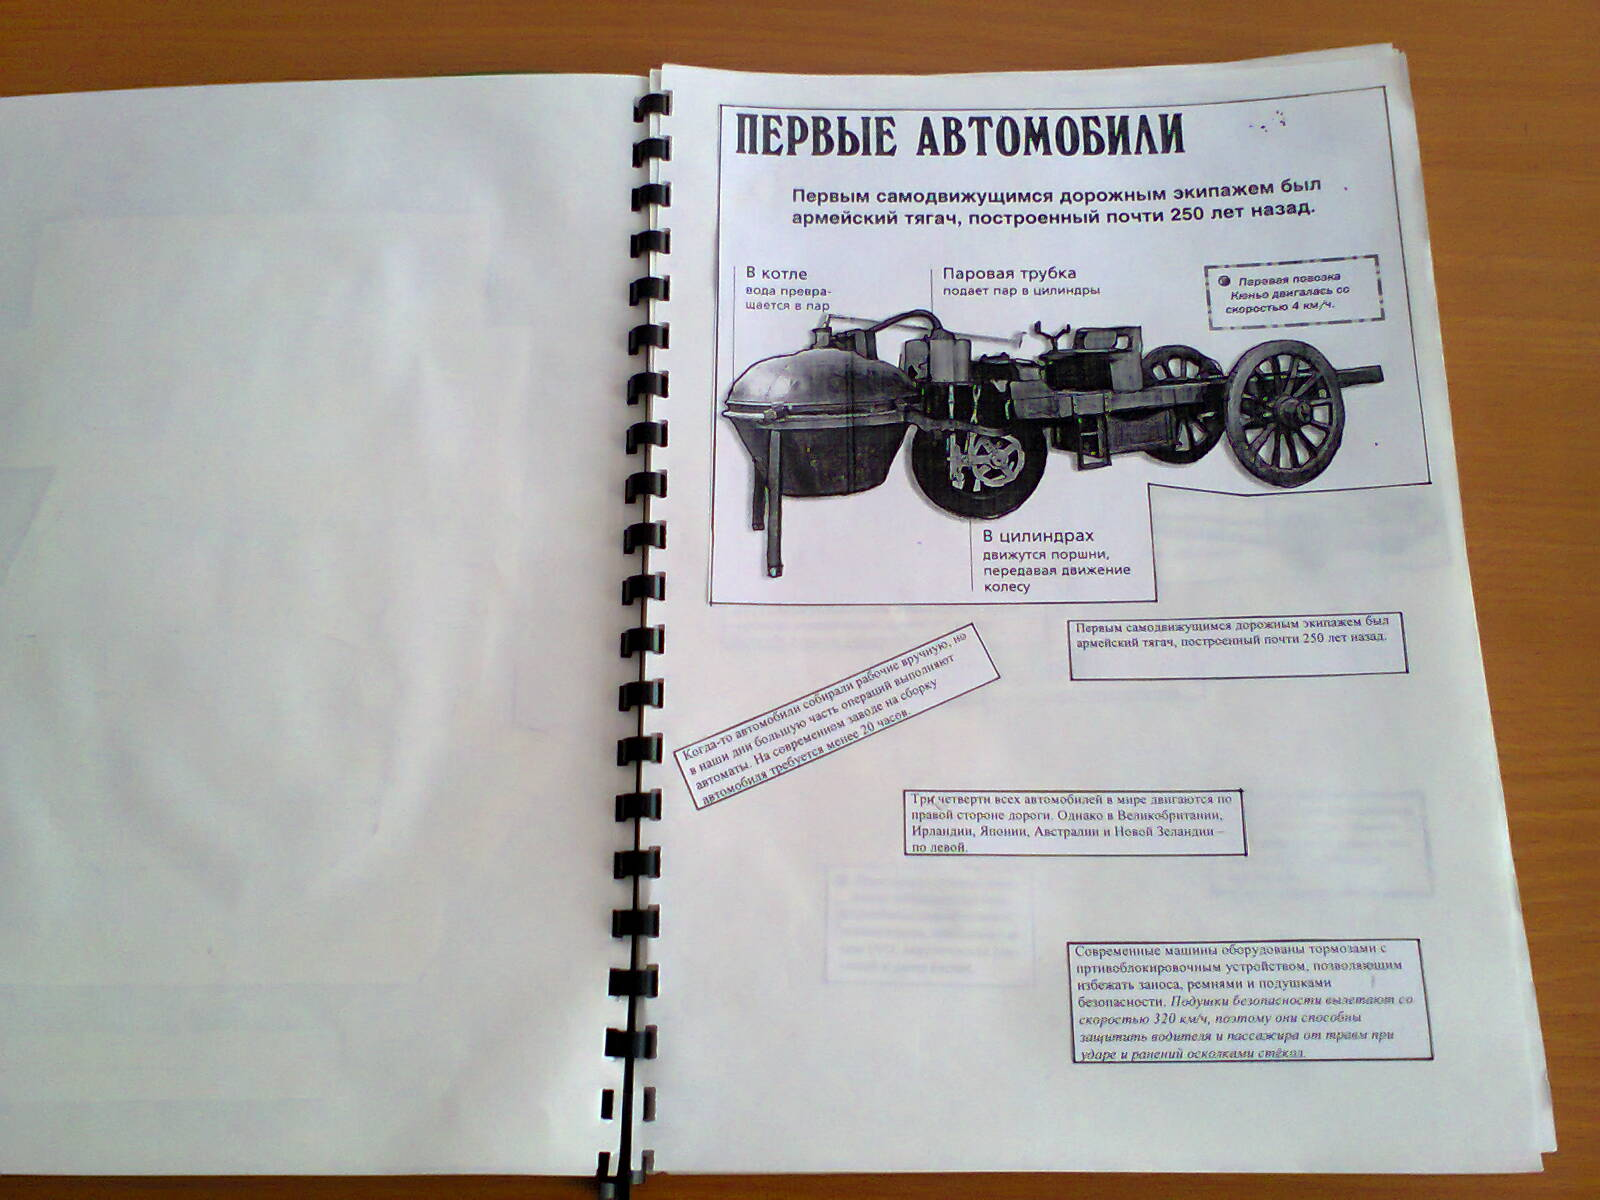 ПЕРВЫЕ АВТОМОБИЛИ
Первым самодвижущимся дорожным экипажем был
армейский тягач, построенный почти 250 лет назад.
В котле
вода превра-
щается в пар
Паровая трубка
подает пар в цилиндры
Паровая повозка
Кюньо двигалась со
скоростью 4 км/ч.
В цилиндрах
движутся поршни,
передавая движение
колесу
Первым самодвижущимся дорожным экипажем был
армейский тягач, построенный почти 250 лет назад.
Когда-то автомобили собирали рабочие вручную, но
в наши дни большую часть операций выполняют
автоматы. На современном заводе на сборку
автомобиля требуется менее 20 часов.
Три четверти всех автомобилей в мире двигаются по
правой стороне дороги. Однако в Великобритании,
Ирландии, Японии, Австралии и Новой Зеландии –
по левой.
Современные машины оборудованы тормозами с
пртивоблокировочным устройством, позволяющим
избежать заноса, ремнями и подушками
безопасности. Подушки безопасности вылетают со
скоростью 320 км/ч, поэтому они способны
защитить водителя и пассажира от травм при
ударе и ранений осколками стёкол.